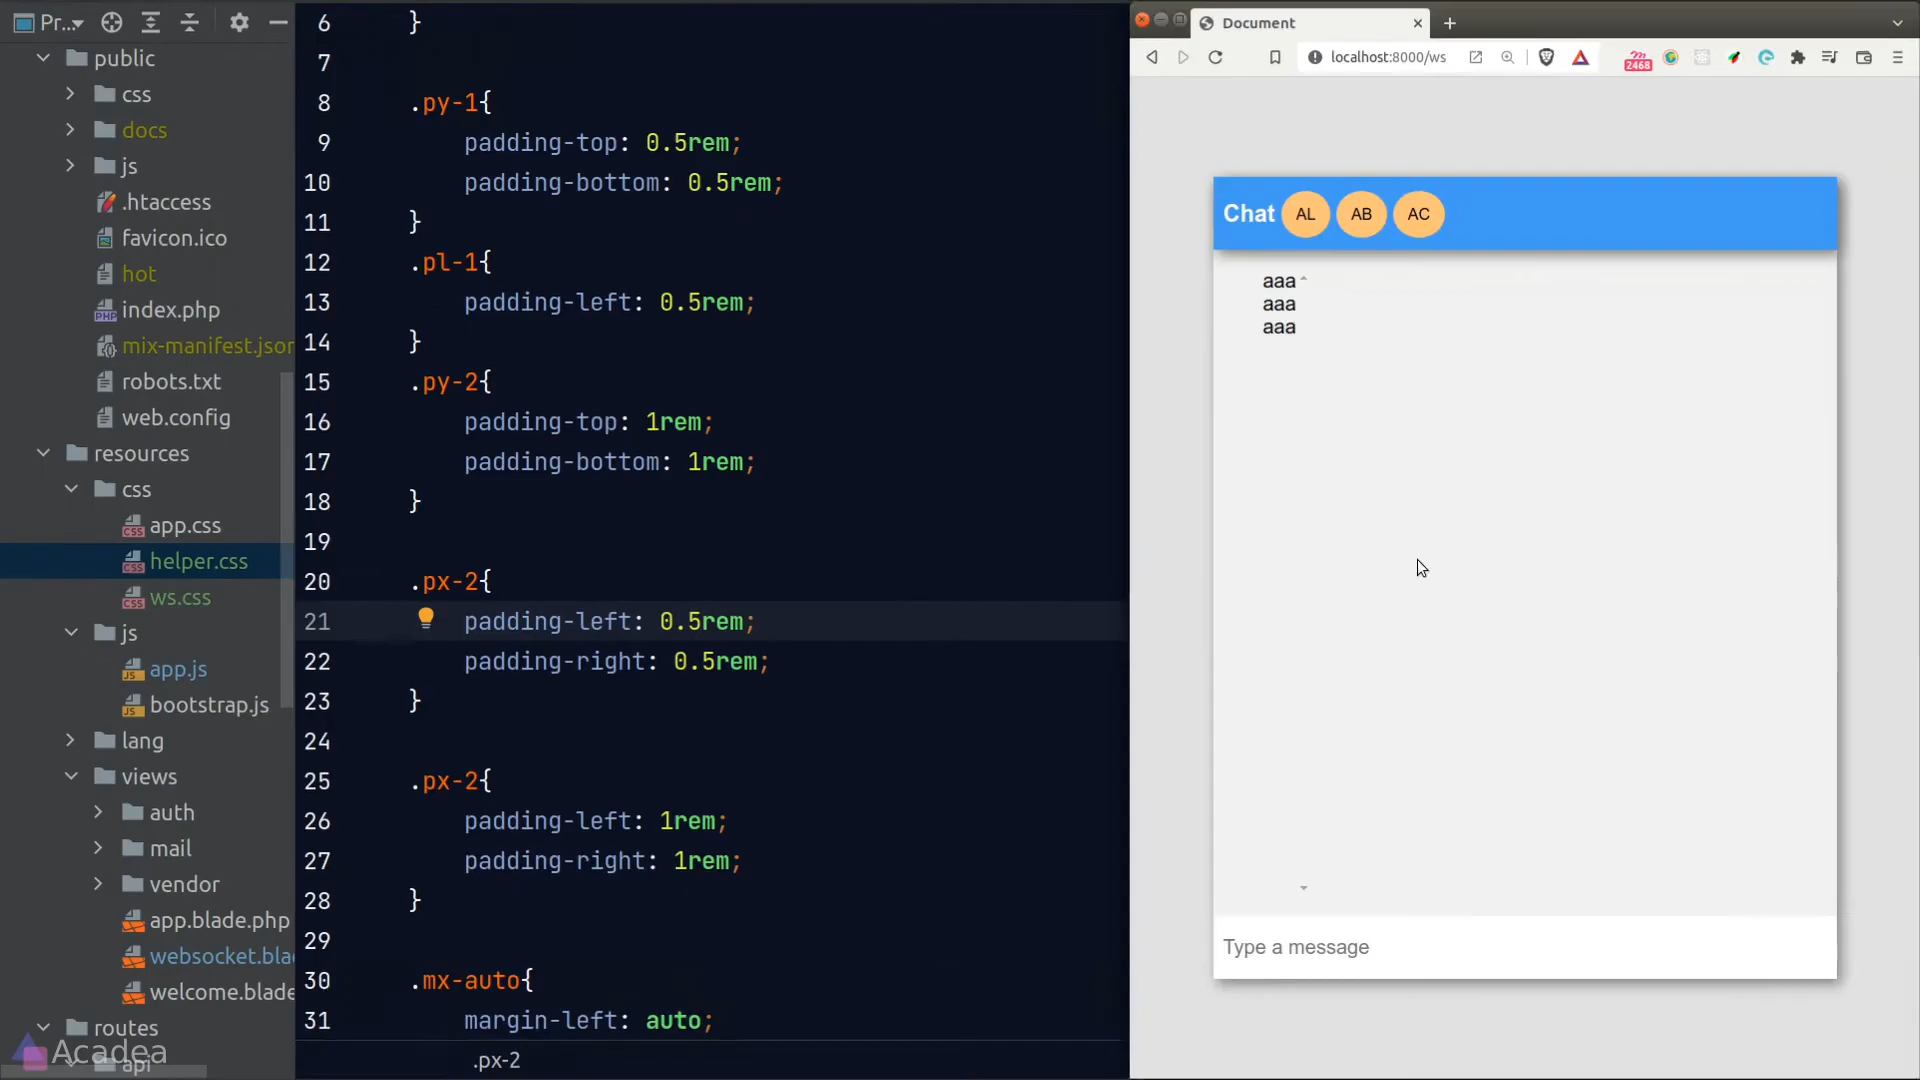 Pr...
public
css
docs
js
.htaccess
favicon.ico
hot
index.php
mix-manifest.json
robots.txt
web.config
resources
css
app.css
helper.css
ws.css
js
app.js
bootstrap.js
lang
views
auth
mail
vendor
app.blade.php
websocket.bla
welcome.blade
routes
api
Acadea
6 }
7
8 .py-1{
9 padding-top: 0.5rem;
10 padding-bottom: 0.5rem;
11 }
12 .pl-1{
13 padding-left: 0.5rem;
14 }
15 .py-2{
16 padding-top: 1rem;
17 padding-bottom: 1rem;
18 }
19
20 .px-2{
21 padding-left: 0.5rem;
22 padding-right: 0.5rem;
23 }
24
25 .px-2{
26 padding-left: 1rem;
27 padding-right: 1rem;
28 }
29
30 .mx-auto{
31 margin-left: auto;
.px-2
Document
localhost:8000/ws
2468
Chat AL AB AC
aaa
aaa
aaa
Type a message